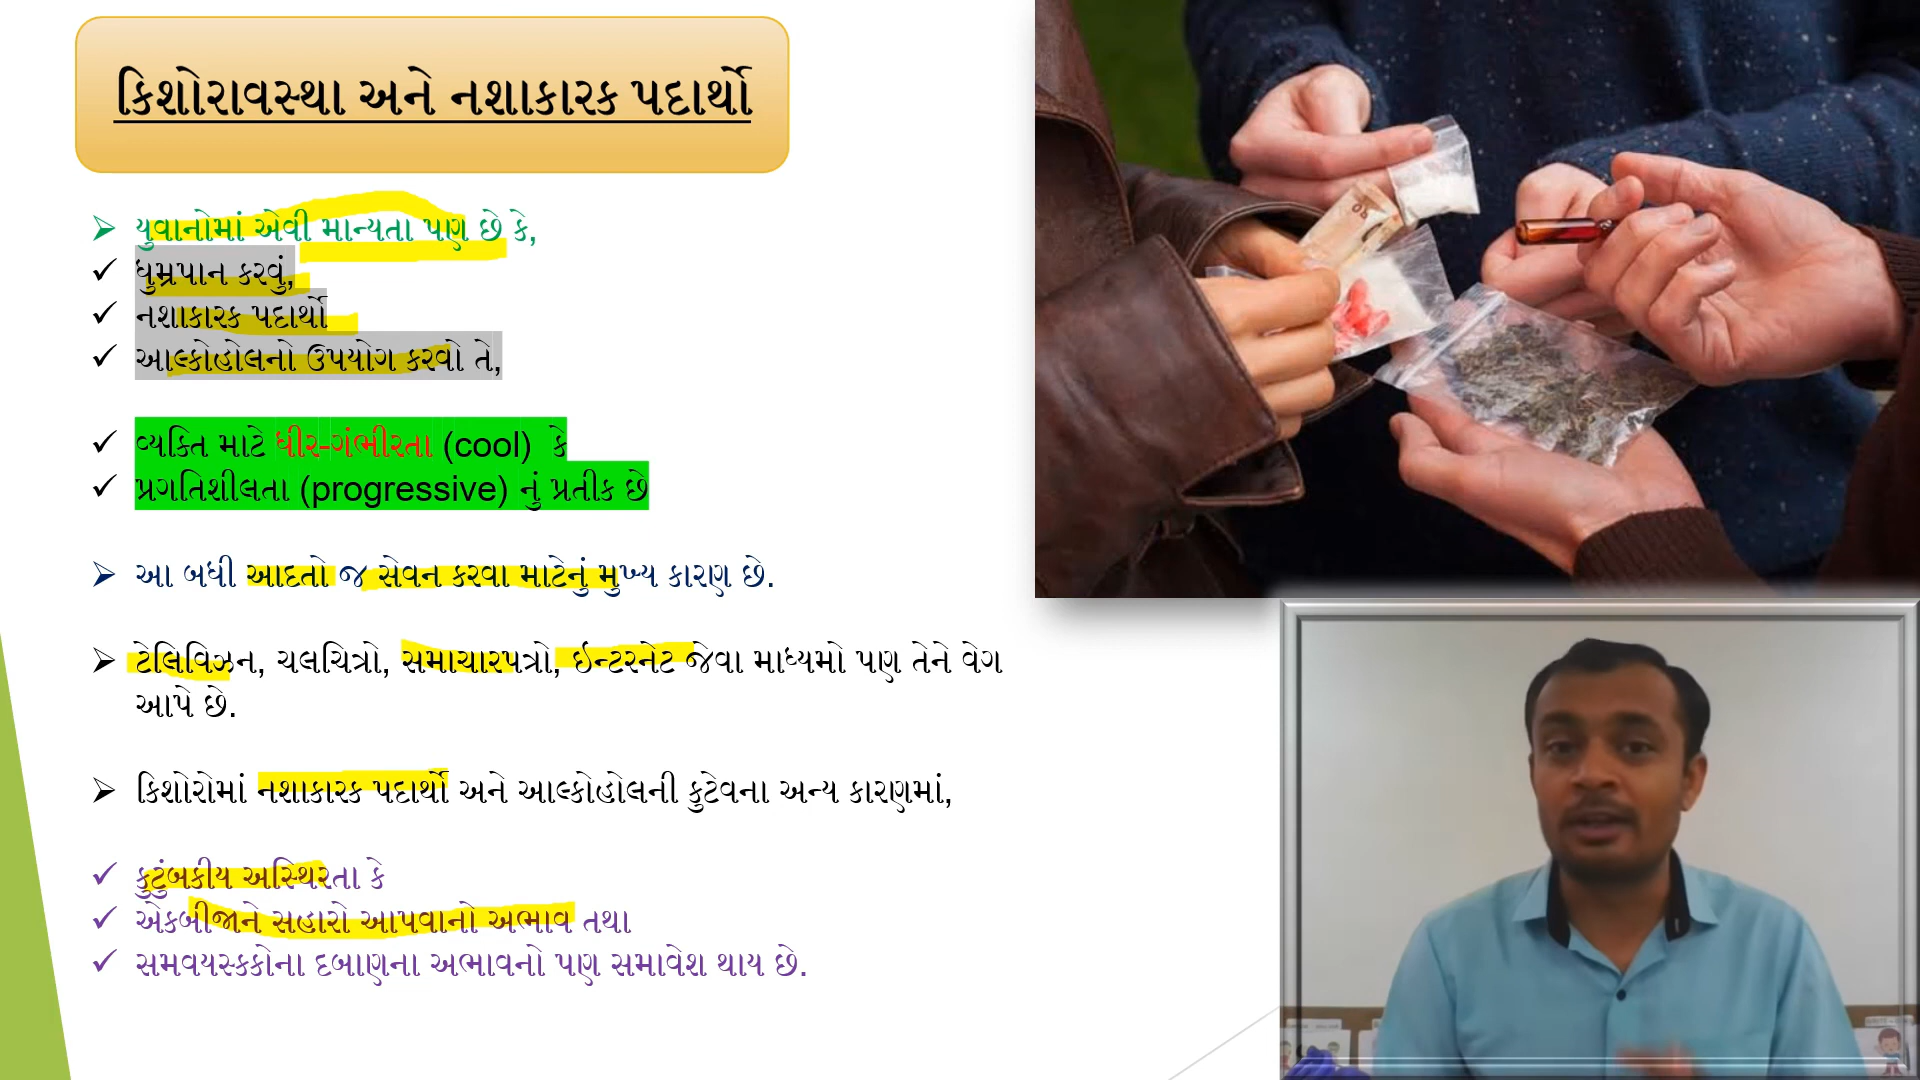 કિશોરાવસ્થા અને નશાકારક પદાર્થો
યુવાનોમાં એવી માન્યતા પણ છે કે,
ધુમ્રપાન કરવું,
નશાકારક પદાર્થો
આલ્કોહોલનો ઉપયોગ કરવો તે,
વ્યક્તિ માટે ધીર-ગંભીરતા (cool) કે
પ્રગતિશીલતા (progressive) નું પ્રતીક છે
આ બધી આદતો જ સેવન કરવા માટેનું મુખ્ય કારણ છે.
ટેલિવિઝન, ચલચિત્રો, સમાચારપત્રો, ઇન્ટરનેટ જેવા માધ્યમો પણ તેને વેગ
આપે છે.
કિશોરોમાં નશાકારક પદાર્થો અને આલ્કોહોલની કુટેવના અન્ય કારણમાં,
કુટુંબકીય અસ્થિરતા કે
એકબીજાને સહારો આપવાનો અભાવ તથા
સમવયસ્કકોના દબાણના અભાવનો પણ સમાવેશ થાય છે.